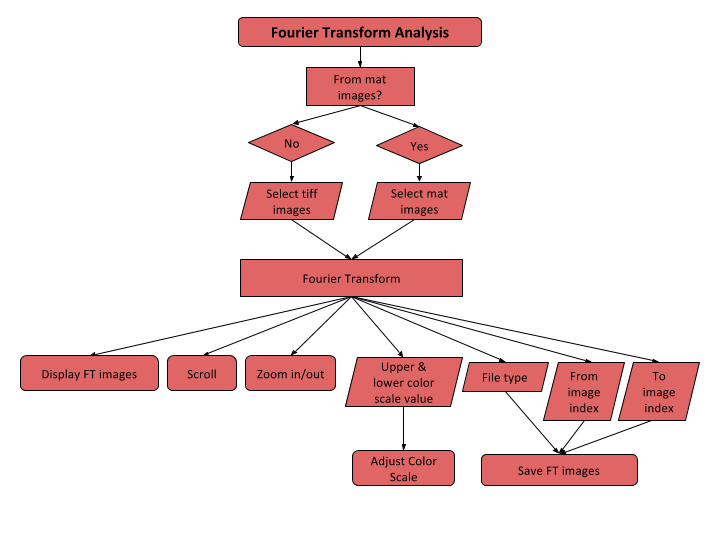 Fourier Transform Analysis
From mat
images?
No
Yes
Select tiff
images
Select mat
images
Fourier Transform
Display FT images
Scroll
Zoom in/out
Upper &
lower color
scale value
File type
From
image
index
To
image
index
Adjust Color
Scale
Save FT images